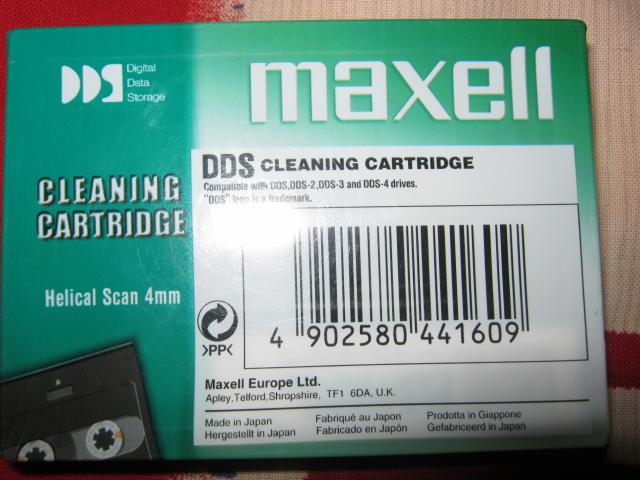 DDS Digital
Data
Storage
maxell
CLEANING
CARTRIDGE
Helical Scan 4mm
DDS CLEANING CARTRIDGE
Compatible with DDS,DDS-2,DDS-3 and DDS-4 drives.
"DDS" logo is a trademark.
4 902580 441609
>PP<
Maxell Europe Ltd.
Apley,Telford,Shropshire, TF1 6DA, U.K.
Made in Japan Fabriqué au Japon Prodotta in Giappone
Hergestellt in Japan Fabricado en Japón Gefabriceerd in Japan